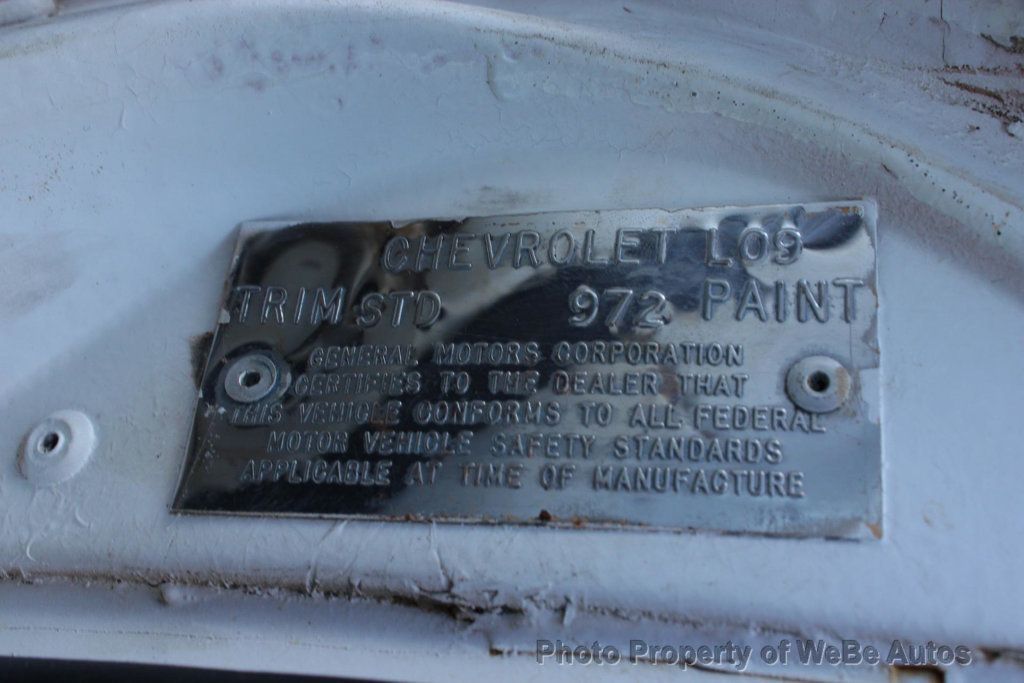 CHEVROLET L09
TRIM STD 972 PAINT
GENERAL MOTORS CORPORATION
CERTIFIES TO THE DEALER THAT
THIS VEHICLE CONFORMS TO ALL FEDERAL
MOTOR VEHICLE SAFETY STANDARDS
APPLICABLE AT TIME OF MANUFACTURE
Photo Property of WeBe Autos